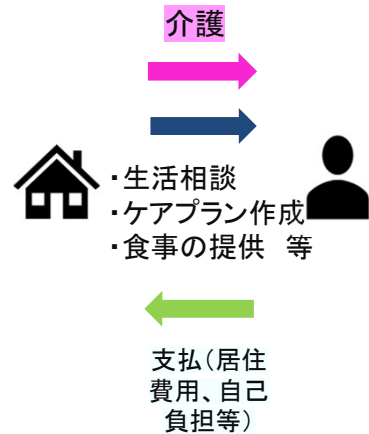 介護
・生活相談
・ケアプラン作成
・食事の提供　等
支払(居住
費用、自己
負担等)